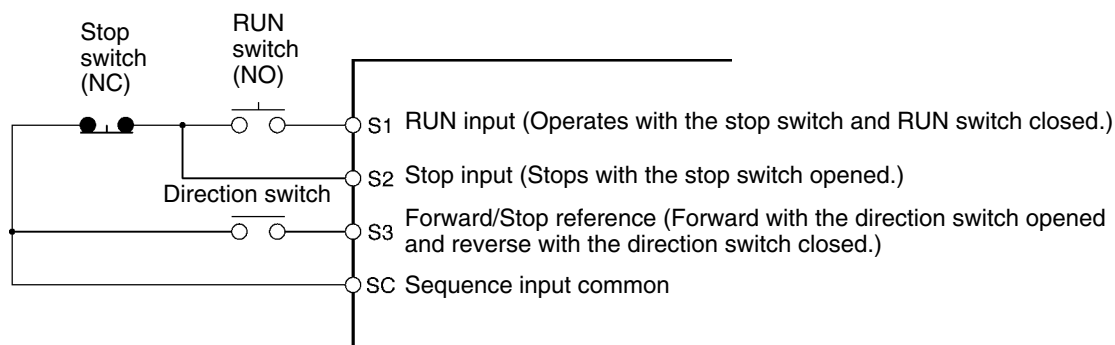 Stop
switch
(NC)
RUN
switch
(NO)
S1 RUN input (Operates with the stop switch and RUN switch closed.)
S2 Stop input (Stops with the stop switch opened.)
Direction switch
S3 Forward/Stop reference (Forward with the direction switch opened
and reverse with the direction switch closed.)
SC Sequence input common